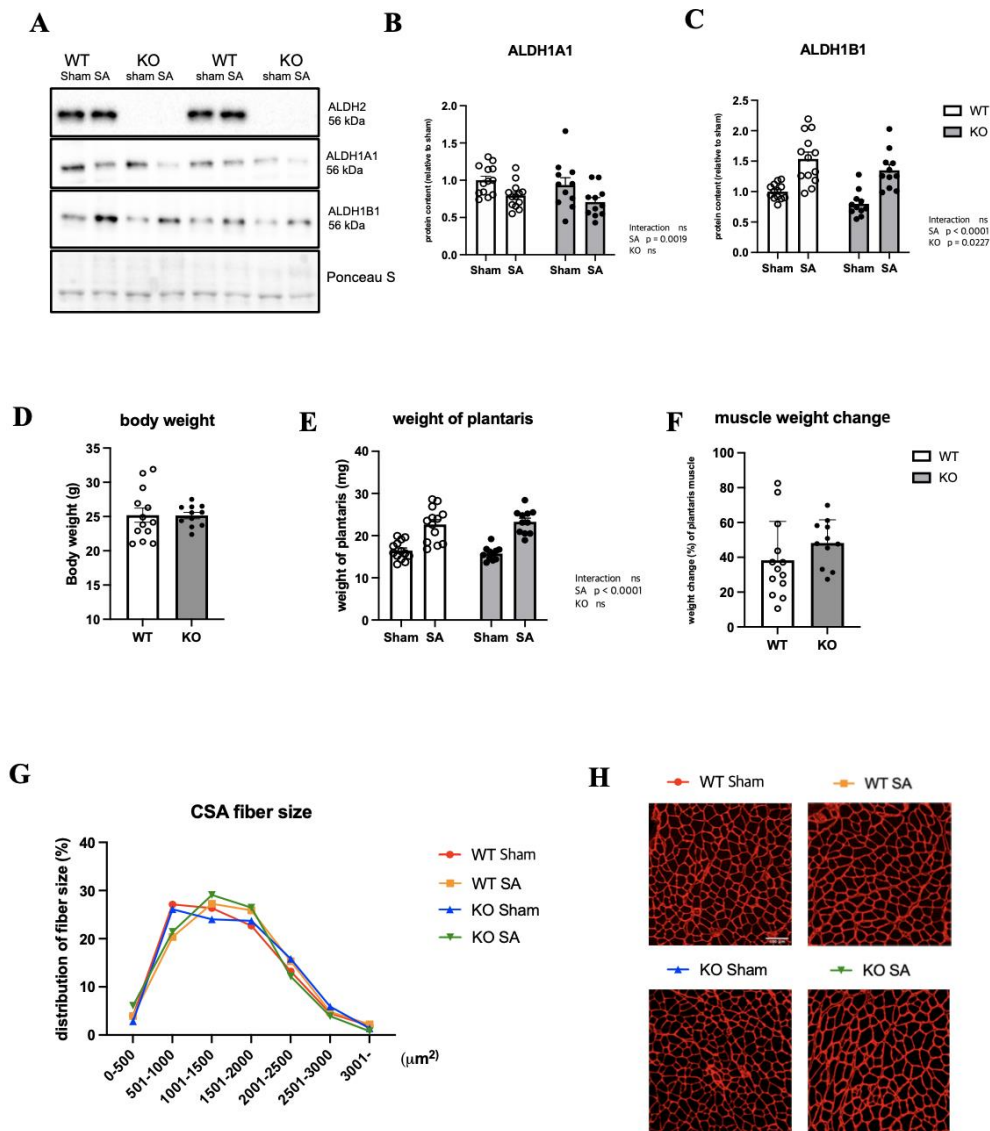 A
WT KO WT KO
Sham SA sham SA sham SA sham SA
ALDH2
56 kDa
ALDH1A1
56 kDa
ALDH1B1
56 kDa
Ponceau S
B
ALDH1A1
protein content (relative to sham)
2.0
1.5
1.0
0.5
0.0
Sham SA Sham SA
Interaction ns
SA p = 0.0019
KO ns
C
ALDH1B1
protein content (relative to sham)
2.5
2.0
1.5
1.0
0.5
0.0
Sham SA Sham SA
WT
KO
Interaction ns
SA p < 0.0001
KO p = 0.0227
D
body weight
Body weight (g)
35
30
25
20
15
10
WT KO
E
weight of plantaris
weight of plantaris (mg)
40
30
20
10
0
Sham SA Sham SA
Interaction ns
SA p < 0.0001
KO ns
F
muscle weight change
weight change (%) of plantaris muscle
100
80
60
40
20
0
WT KO
WT
KO
G
CSA fiber size
distribution of fiber size (%)
40
30
20
10
0
0-500 501-1000 1001-1500 1501-2000 2001-2500 2501-3000 3001-
(μm²)
WT Sham
WT SA
KO Sham
KO SA
H
WT Sham WT SA
KO Sham KO SA